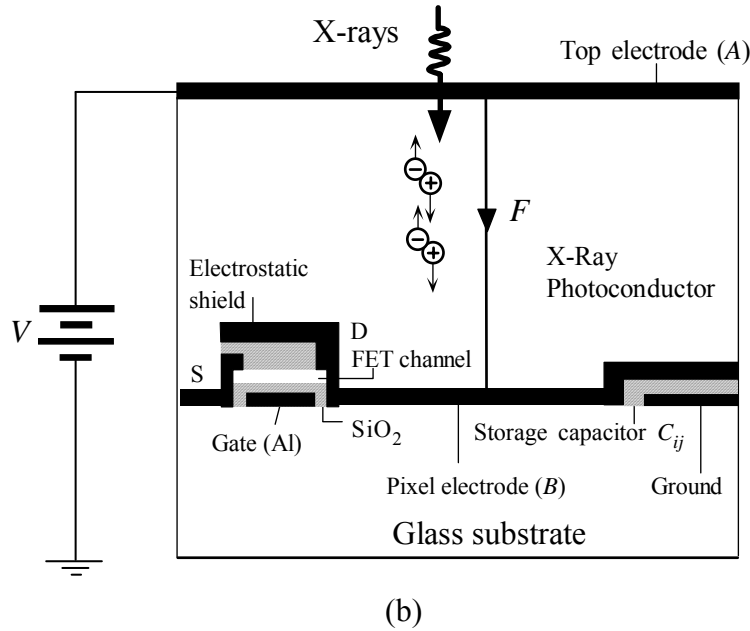 X-rays
Top electrode (A)
F
Electrostatic
shield
X-Ray
Photoconductor
V
D
FET channel
S
Gate (Al)
SiO2
Storage capacitor Cij
Pixel electrode (B)
Ground
Glass substrate
(b)